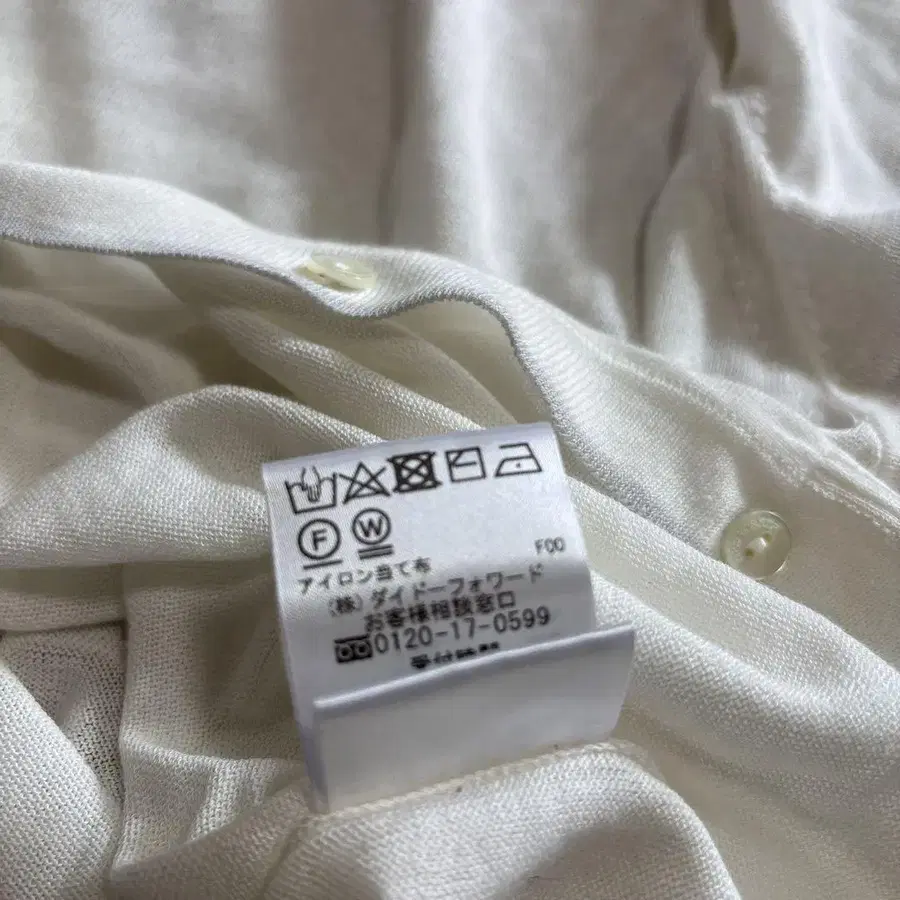 F W
F00
アイロン当て布
(株)ダイドーフォワード
お客様相談窓口
0120-17-0599